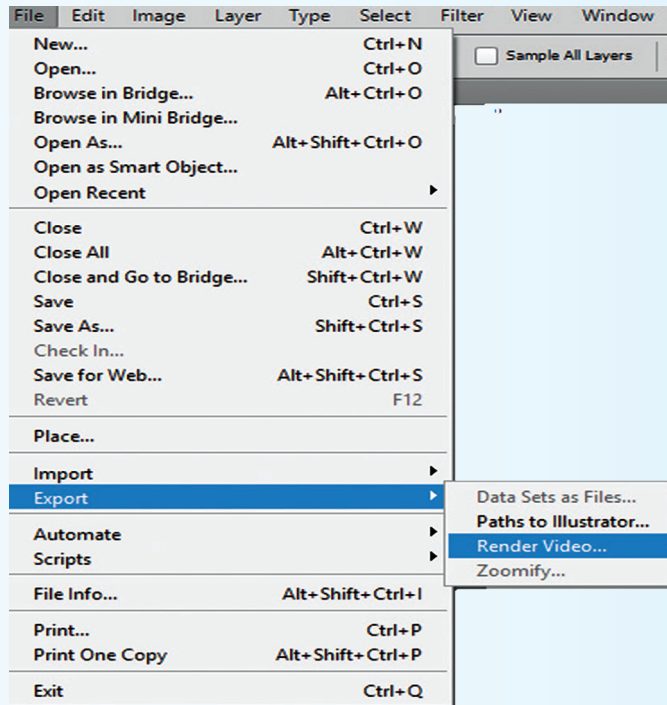 File Edit Image Layer Type Select Filter View Window
Sample All Layers
New... Ctrl+N
Open... Ctrl+O
Browse in Bridge... Alt+Ctrl+O
Browse in Mini Bridge...
Open As... Alt+Shift+Ctrl+O
Open as Smart Object...
Open Recent
Close Ctrl+W
Close All Alt+Ctrl+W
Close and Go to Bridge... Shift+Ctrl+W
Save Ctrl+S
Save As... Shift+Ctrl+S
Check In...
Save for Web... Alt+Shift+Ctrl+S
Revert F12
Place...
Import
Export
Data Sets as Files...
Paths to Illustrator...
Render Video...
Zoomify...
Automate
Scripts
File Info... Alt+Shift+Ctrl+I
Print... Ctrl+P
Print One Copy Alt+Shift+Ctrl+P
Exit Ctrl+Q